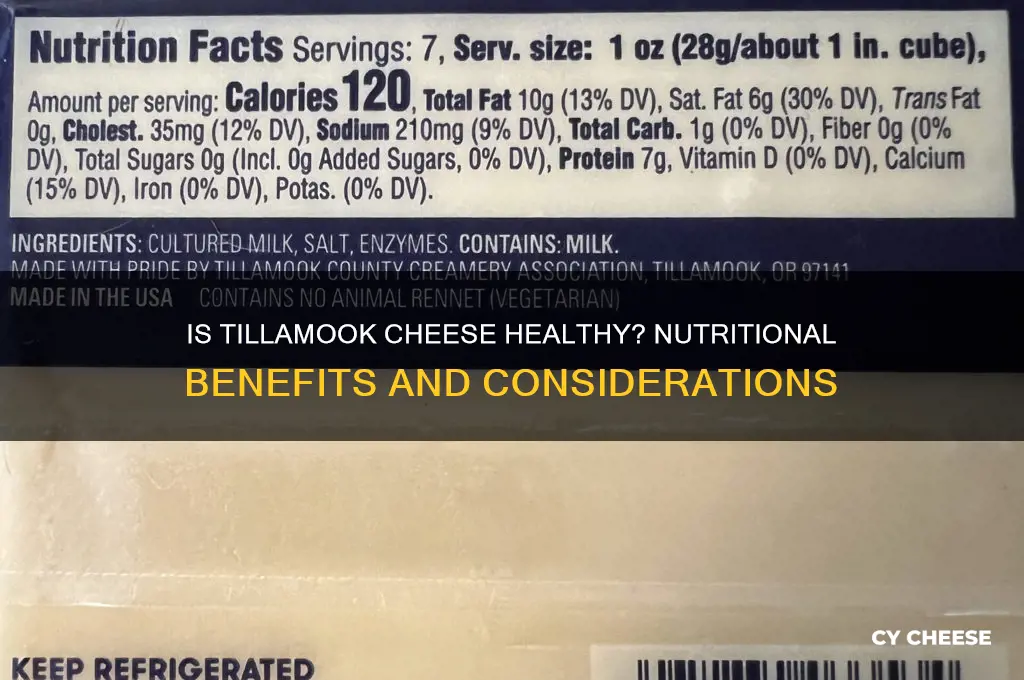 Nutrition Facts Servings: 7, Serv. size: 1 oz (28g/about 1 in. cube),
Amount per serving: Calories 120, Total Fat 10g (13% DV), Sat. Fat 6g (30% DV), Trans Fat
0g, Cholest. 35mg (12% DV), Sodium 210mg (9% DV), Total Carb. 1g (0% DV), Fiber 0g (0%
DV), Total Sugars 0g (Incl. 0g Added Sugars, 0% DV), Protein 7g, Vitamin D (0% DV), Calcium
(15% DV), Iron (0% DV), Potas. (0% DV).
INGREDIENTS: CULTURED MILK, SALT, ENZYMES. CONTAINS: MILK.
MADE WITH PRIDE BY TILLAMOOK COUNTY CREAMERY ASSOCIATION, TILLAMOOK, OR 97141
MADE IN THE USA CONTAINS NO ANIMAL RENNET (VEGETARIAN)
IS TILLAMOOK CHEESE HEALTHY? NUTRITIONAL
BENEFITS AND CONSIDERATIONS
CY CHEESE
KEEP REFRIGERATED